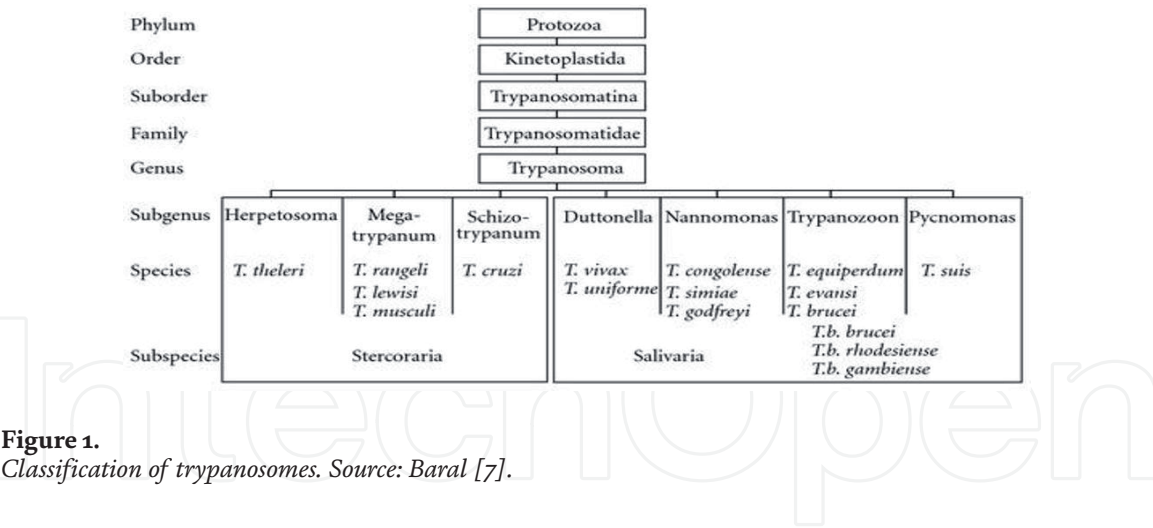 Phylum Protozoa
Order Kinetoplastida
Suborder Trypanosomatina
Family Trypanosomatidae
Genus Trypanosoma
Subgenus Herpetosoma Mega- Schizo- Duttonella Nannomonas Trypanozoon Pycnomonas
trypanum trypanum
Species T. theleri T. rangeli T. cruzi T. vivax T. congolense T. equiperdum T. suis
T. lewisi T. uniforme T. simiae T. evansi
T. musculi T. godfreyi T. brucei
T.b. brucei
Subspecies Stercoraria Salivaria T.b. rhodesiense
T.b. gambiense
IntechOpen
Figure 1.
Classification of trypanosomes. Source: Baral [7].